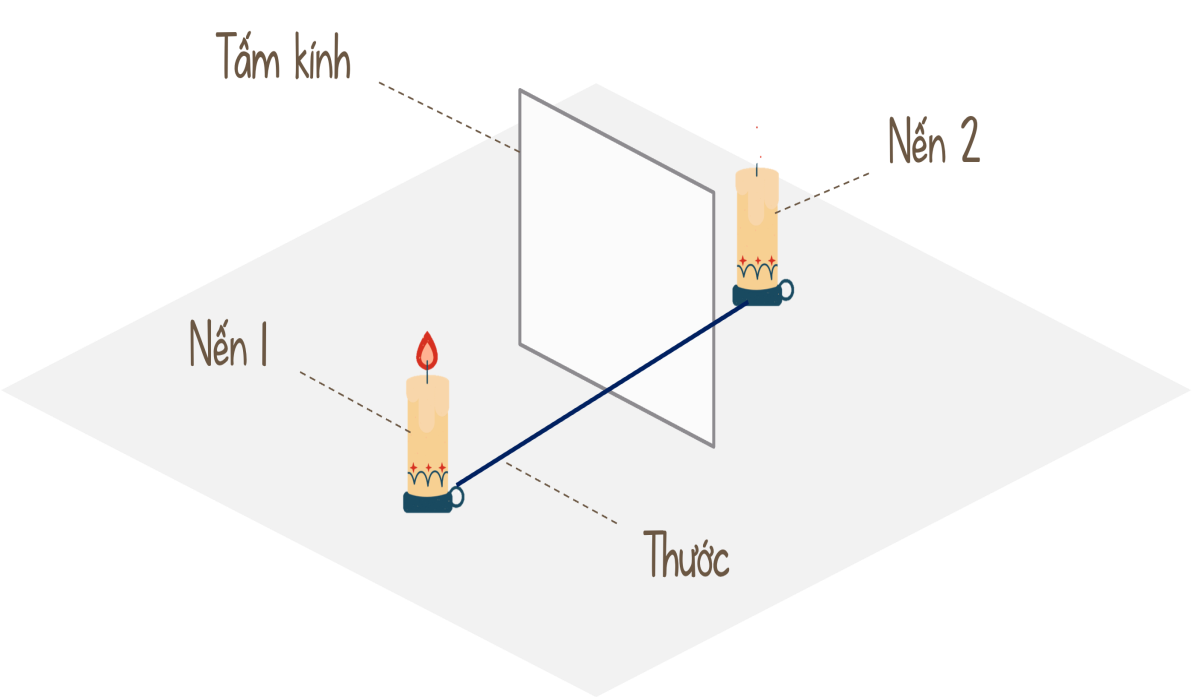 Tấm kính
Nến 2
Nến 1
Thước